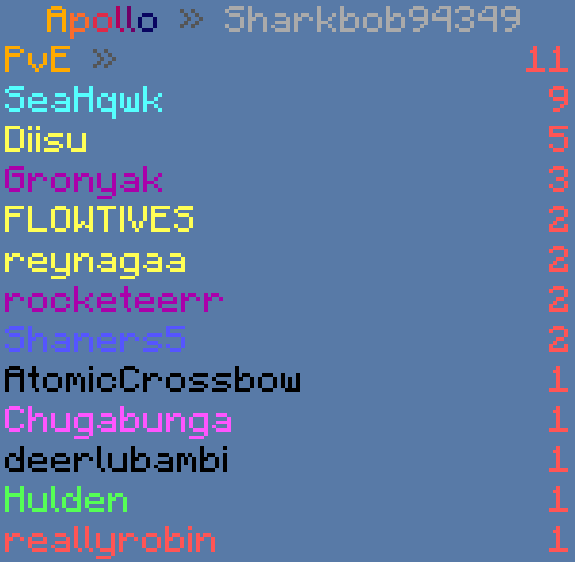 Apollo » Sharkbob94349
PvE » 11
SeaHqwk 9
Diisu 5
Gronyak 3
FLOWTIVES 2
reynagaa 2
rocketeerr 2
Shaners5 2
AtomicCrossbow 1
Chugabunga 1
deerlubambi 1
Hulden 1
reallyrobin 1